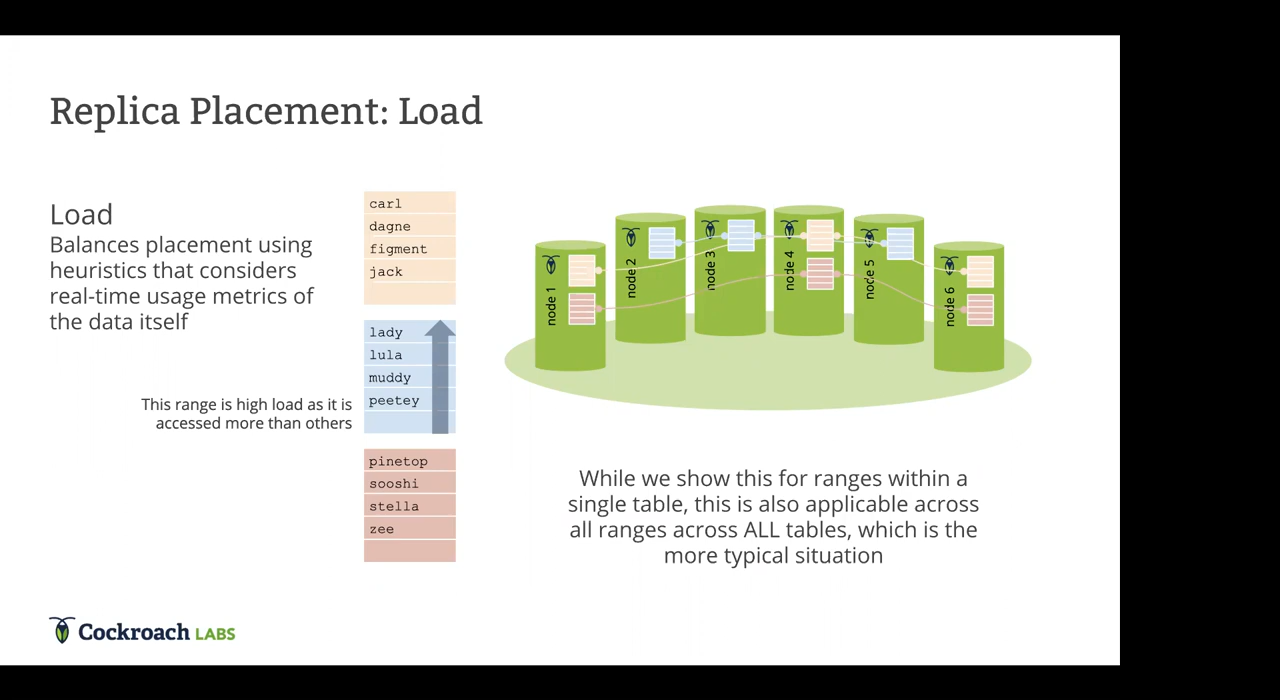 Replica Placement: Load
Load
Balances placement using
heuristics that considers
real-time usage metrics of
the data itself
This range is high load as it is
accessed more than others
carl
dagne
figment
jack
lady
lula
muddy
peetey
pinetop
sooshi
stella
zee
node 1
node 2
node 3
node 4
node 5
node 6
While we show this for ranges within a
single table, this is also applicable across
all ranges across ALL tables, which is the
more typical situation
Cockroach LABS